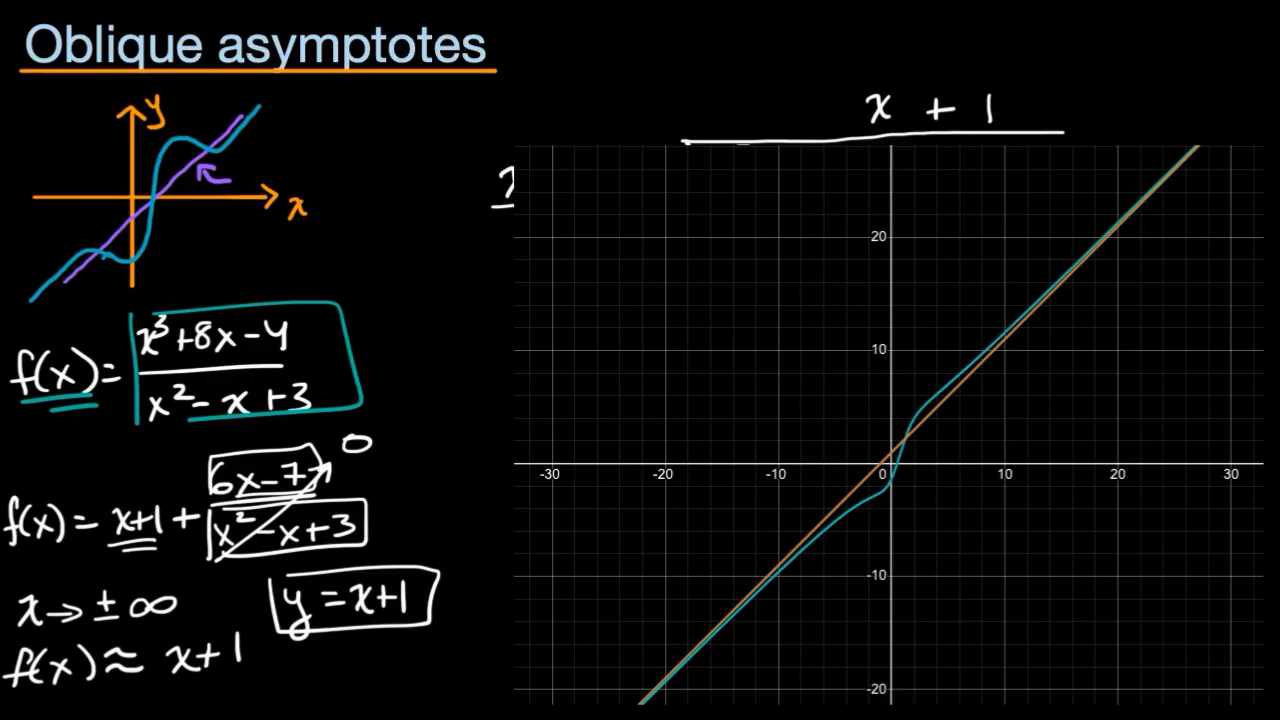 Oblique asymptotes
y
x
x + 1
f(x) = x³+8x-4
x²-x+3
0
f(x) = x+1 + 6x-7
x²-x+3
x→±∞
y=x+1
f(x)≈ x+1
20
10
-30 -20 -10 0 10 20 30
-10
-20